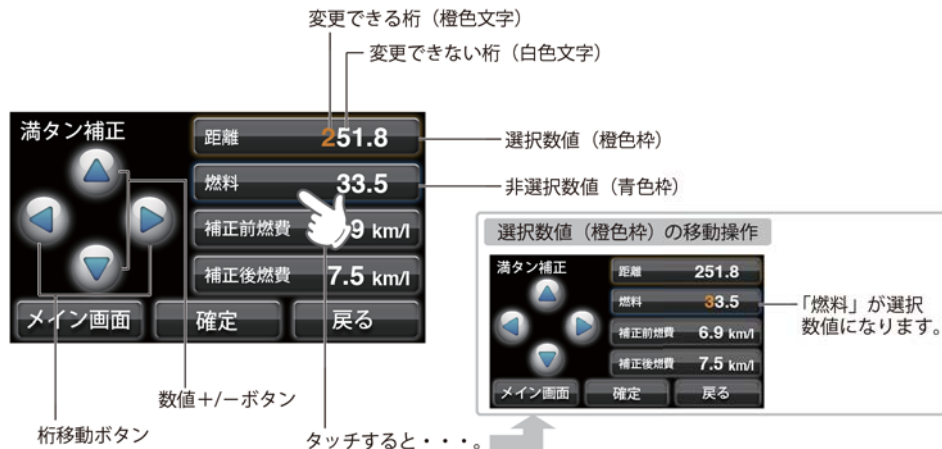 変更できる桁（橙色文字）
変更できない桁（白色文字）
満タン補正
距離 251.8
選択数値（橙色枠）
燃料 33.5
非選択数値（青色枠）
補正前燃費 9 km/l
補正後燃費 7.5 km/l
メイン画面 確定 戻る
数値＋/－ボタン
桁移動ボタン
タッチすると・・・。
選択数値（橙色枠）の移動操作
満タン補正
距離 251.8
燃料 33.5
「燃料」が選択
数値になります。
補正前燃費 6.9 km/l
補正後燃費 7.5 km/l
メイン画面 確定 戻る